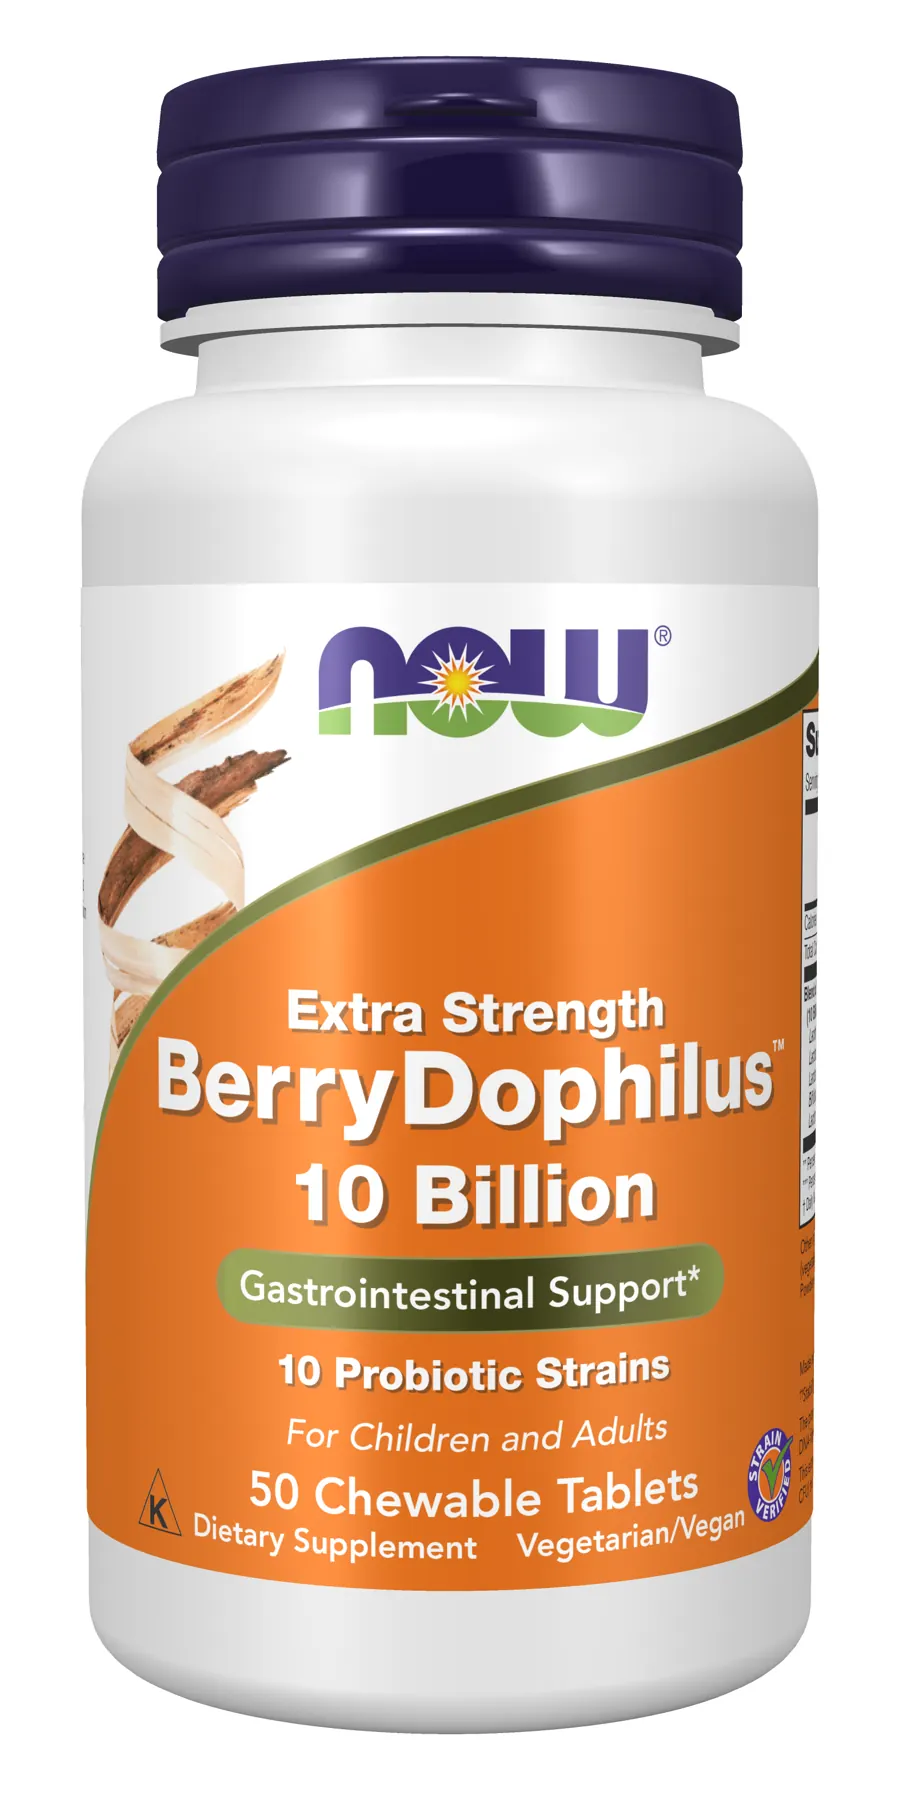 now®
Extra Strength
BerryDophilus™
10 Billion
Gastrointestinal Support*
10 Probiotic Strains
For Children and Adults
50 Chewable Tablets
K
Dietary Supplement
Vegetarian/Vegan
STRAIN VERIFIED